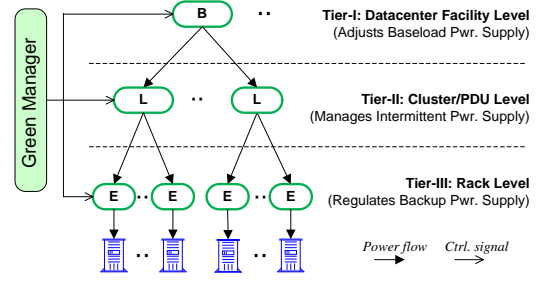 B
Tier-I: Datacenter Facility Level
(Adjusts Baseload Pwr. Supply)
Green Manager
L
L
Tier-II: Cluster/PDU Level
(Manages Intermittent Pwr. Supply)
E
E
E
E
Tier-III: Rack Level
(Regulates Backup Pwr. Supply)
Power flow
Ctrl. signal